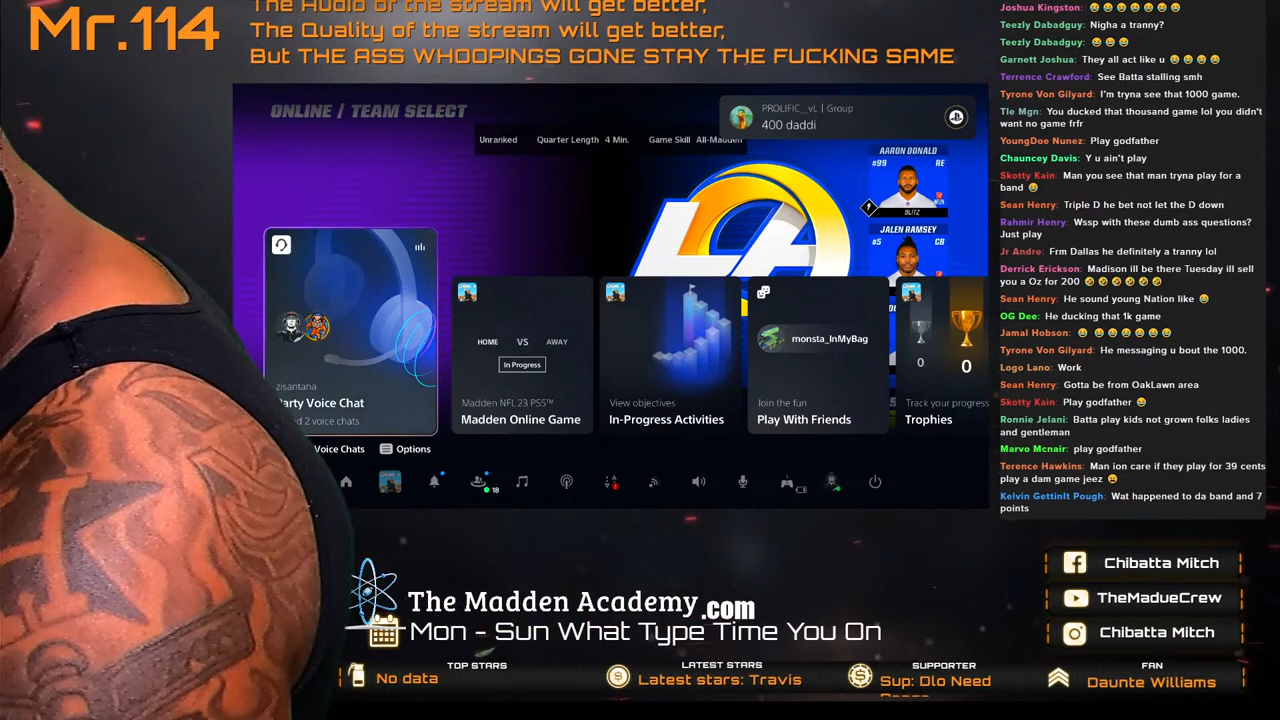 Mr.114
The Audio of the stream will get better,
The Quality of the stream will get better,
But THE ASS WHOOPINGS GONE STAY THE FUCKING SAME
ONLINE / TEAM SELECT
Unranked Quarter Length 4 Min. Game Skill All-Madden
PROLIFIC__vL | Group
400 daddi
AARON DONALD
#99 RE
BLITZ
JALEN RAMSEY
#5 CB
zisantana
Party Voice Chat
nd 2 voice chats
Voice Chats Options
HOME VS AWAY
In Progress
Madden NFL 23 PS5™
Madden Online Game
View objectives
In-Progress Activities
monsta_InMyBag
Join the fun
Play With Friends
0 0
Track your progress
Trophies
18
Joshua Kingston:
Teezly Dabadguy: Nigha a tranny?
Teezly Dabadguy:
Garnett Joshua: They all act like u
Terrence Crawford: See Batta stalling smh
Tyrone Von Gilyard: I'm tryna see that 1000 game.
Tle Mgn: You ducked that thousand game lol you didn't
want no game frfr
YoungDoe Nunez: Play godfather
Chauncey Davis: Y u ain't play
Skotty Kain: Man you see that man tryna play for a
band
Sean Henry: Triple D he bet not let the D down
Rahmir Henry: Wssp with these dumb ass questions?
Just play
Jr Andre: Frm Dallas he definitely a tranny lol
Derrick Erickson: Madison ill be there Tuesday ill sell
you a Oz for 200
Sean Henry: He sound young Nation like
OG Dee: He ducking that 1k game
Jamal Hobson:
Tyrone Von Gilyard: He messaging u bout the 1000.
Logo Lano: Work
Sean Henry: Gotta be from OakLawn area
Skotty Kain: Play godfather
Ronnie Jelani: Batta play kids not grown folks ladies
and gentleman
Marvo Mcnair: play godfather
Terence Hawkins: Man ion care if they play for 39 cents
play a dam game jeez
Kelvin GettinIt Pough: Wat happened to da band and 7
points
Chibatta Mitch
TheMadueCrew
Chibatta Mitch
The Madden Academy.com
Mon - Sun What Type Time You On
TOP STARS
No data
LATEST STARS
Latest stars: Travis
SUPPORTER
Sup: Dlo Need
FAN
Daunte Williams